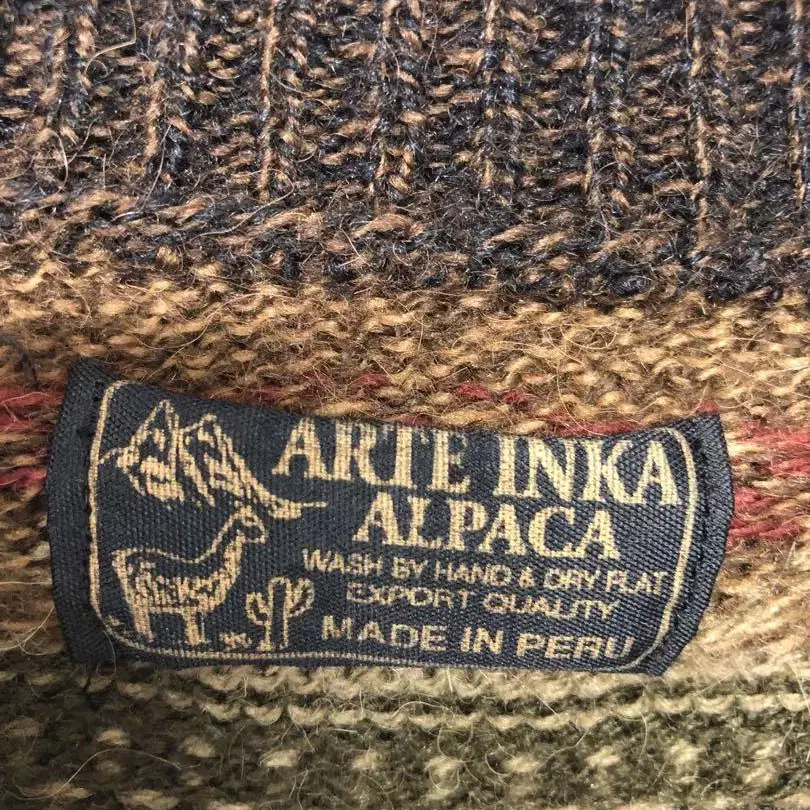 ARTE INKA
ALPACA
WASH BY HAND & DRY FLAT
EXPORT QUALITY
MADE IN PERU